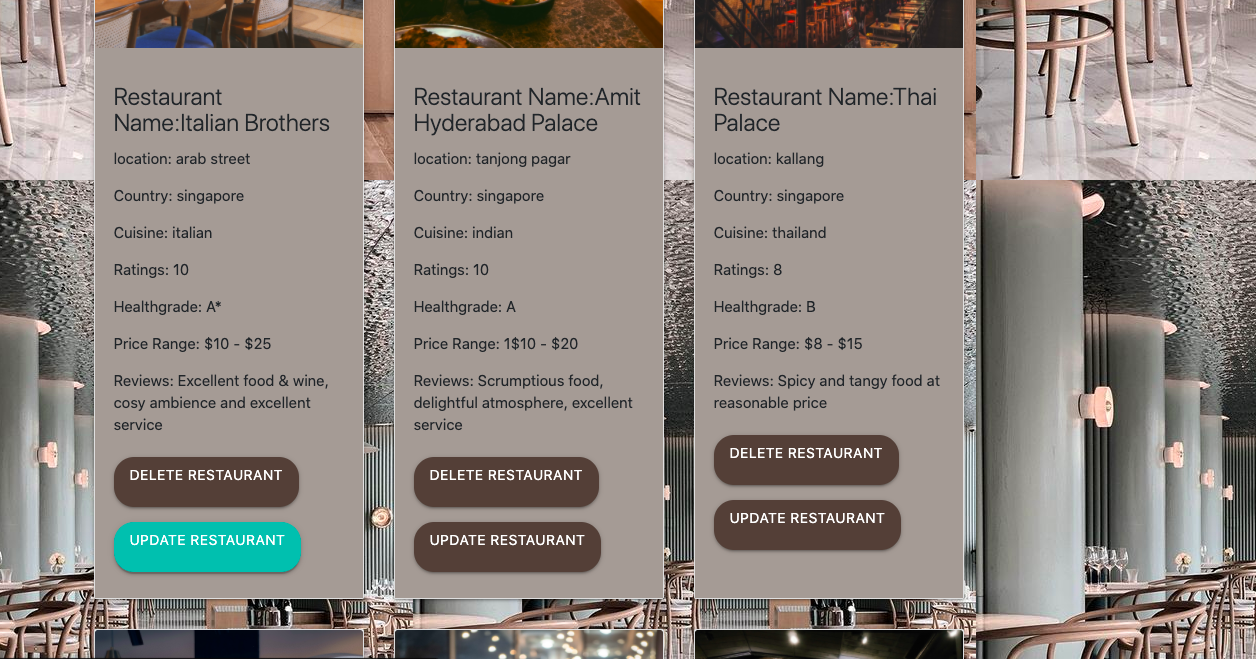 Restaurant
Name:Italian Brothers
location: arab street
Country: singapore
Cuisine: italian
Ratings: 10
Healthgrade: A*
Price Range: $10 - $25
Reviews: Excellent food & wine,
cosy ambience and excellent
service
DELETE RESTAURANT
UPDATE RESTAURANT
Restaurant Name:Amit
Hyderabad Palace
location: tanjong pagar
Country: singapore
Cuisine: indian
Ratings: 10
Healthgrade: A
Price Range: 1$10 - $20
Reviews: Scrumptious food,
delightful atmosphere, excellent
service
DELETE RESTAURANT
UPDATE RESTAURANT
Restaurant Name:Thai
Palace
location: kallang
Country: singapore
Cuisine: thailand
Ratings: 8
Healthgrade: B
Price Range: $8 - $15
Reviews: Spicy and tangy food at
reasonable price
DELETE RESTAURANT
UPDATE RESTAURANT